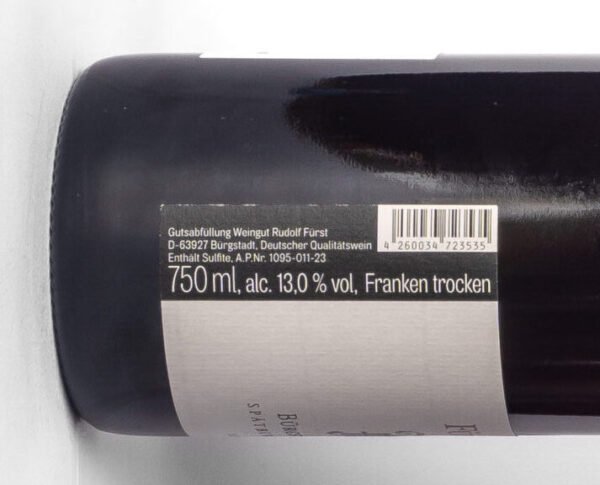 Gutsabfüllung Weingut Rudolf Fürst
D-63927 Bürgstadt, Deutscher Qualitätswein
Enthält Sulfite, A.P.Nr. 1095-011-23
4 260034 723535
750 ml, alc. 13,0 % vol, Franken trocken